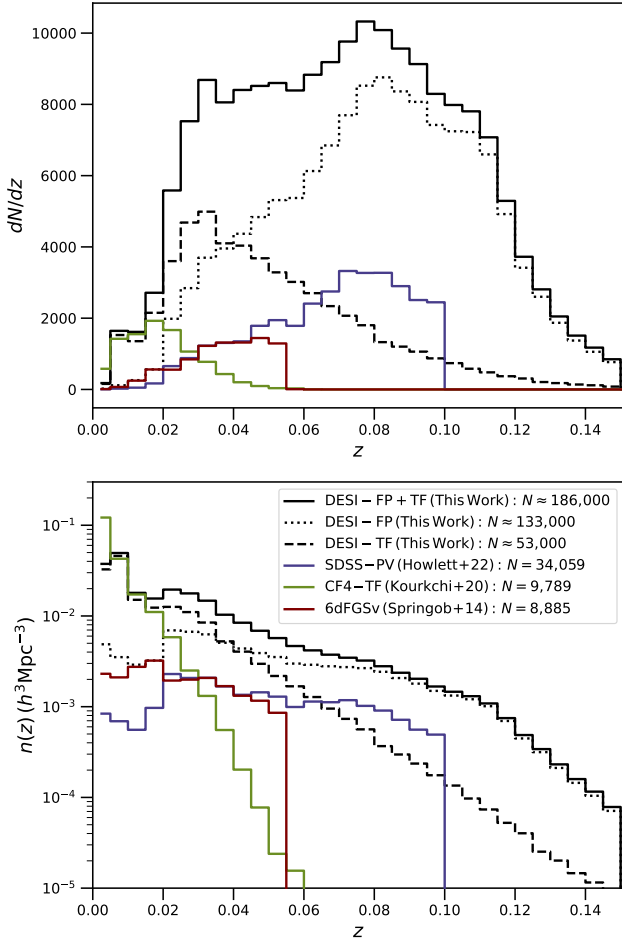 10000
8000
6000
4000
2000
0
dN/dz
0.00 0.02 0.04 0.06 0.08 0.10 0.12 0.14
z
DESI − FP + TF (This Work) : N ≈ 186,000
DESI − FP (This Work) : N ≈ 133,000
DESI − TF (This Work) : N ≈ 53,000
SDSS−PV (Howlett+22) : N = 34,059
CF4−TF (Kourkchi+20) : N = 9,789
6dFGSv (Springob+14) : N = 8,885
10⁻¹
10⁻²
10⁻³
10⁻⁴
10⁻⁵
n(z) (h³ Mpc⁻³)
0.00 0.02 0.04 0.06 0.08 0.10 0.12 0.14
z